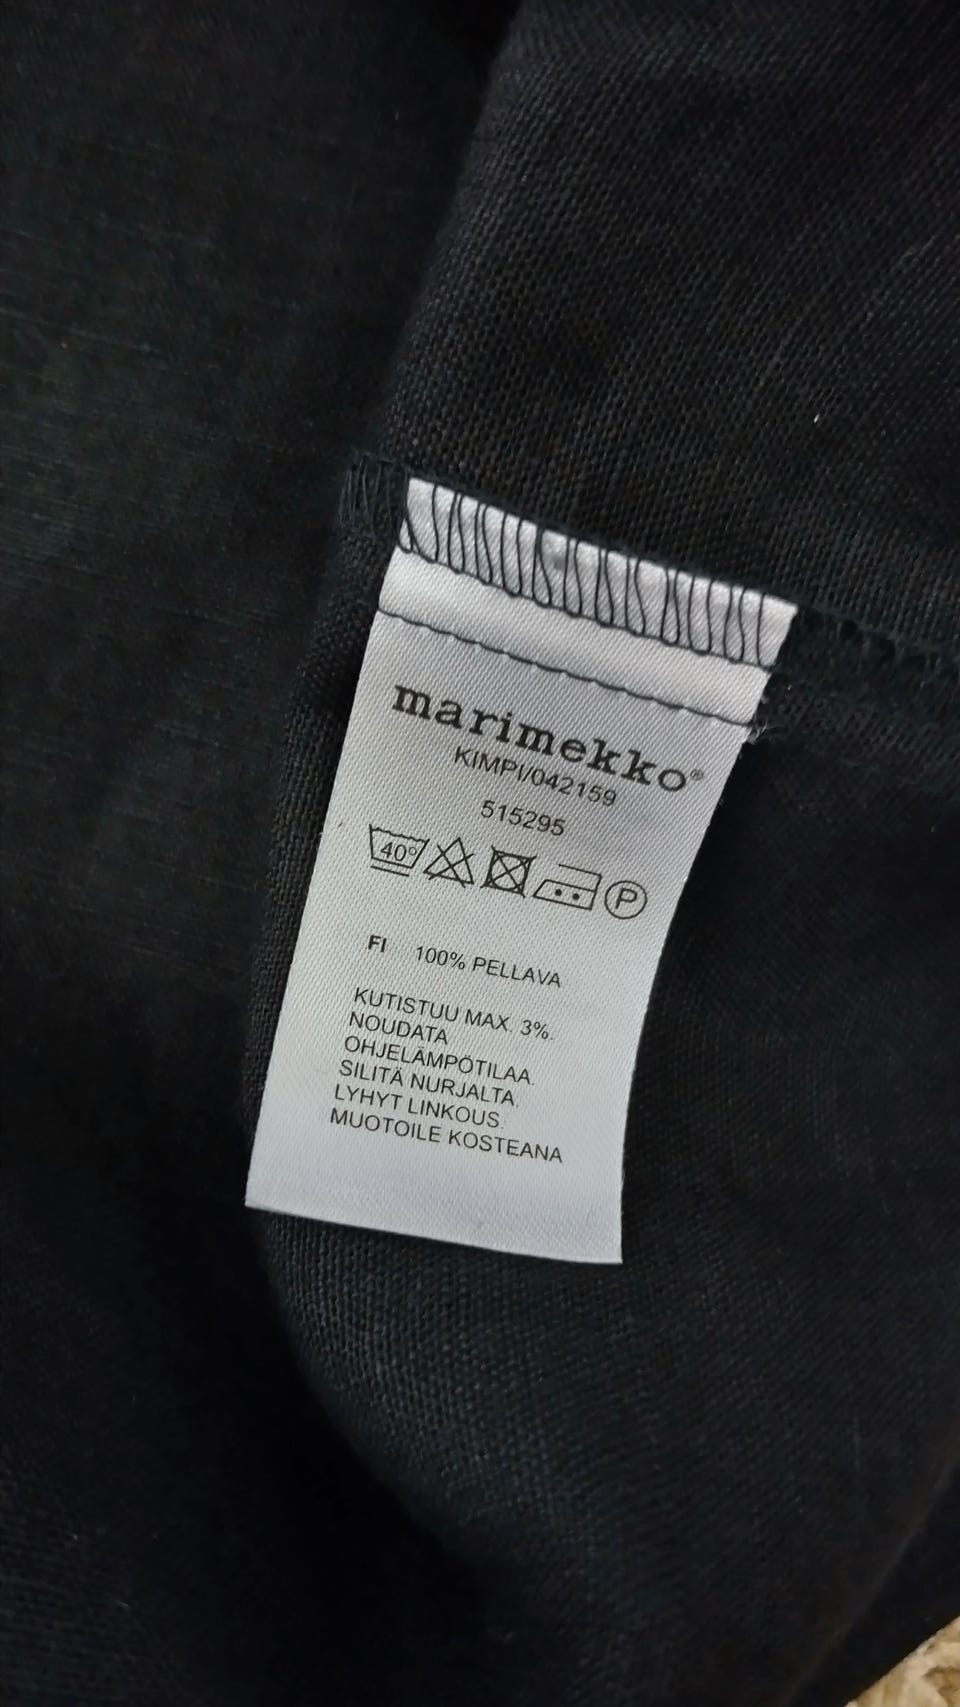 marimekko®
KIMPI/042159
515295
40° P
FI 100% PELLAVA
KUTISTUU MAX. 3%.
NOUDATA
OHJELÄMPÖTILAA.
SILITÄ NURJALTA.
LYHYT LINKOUS.
MUOTOILE KOSTEANA